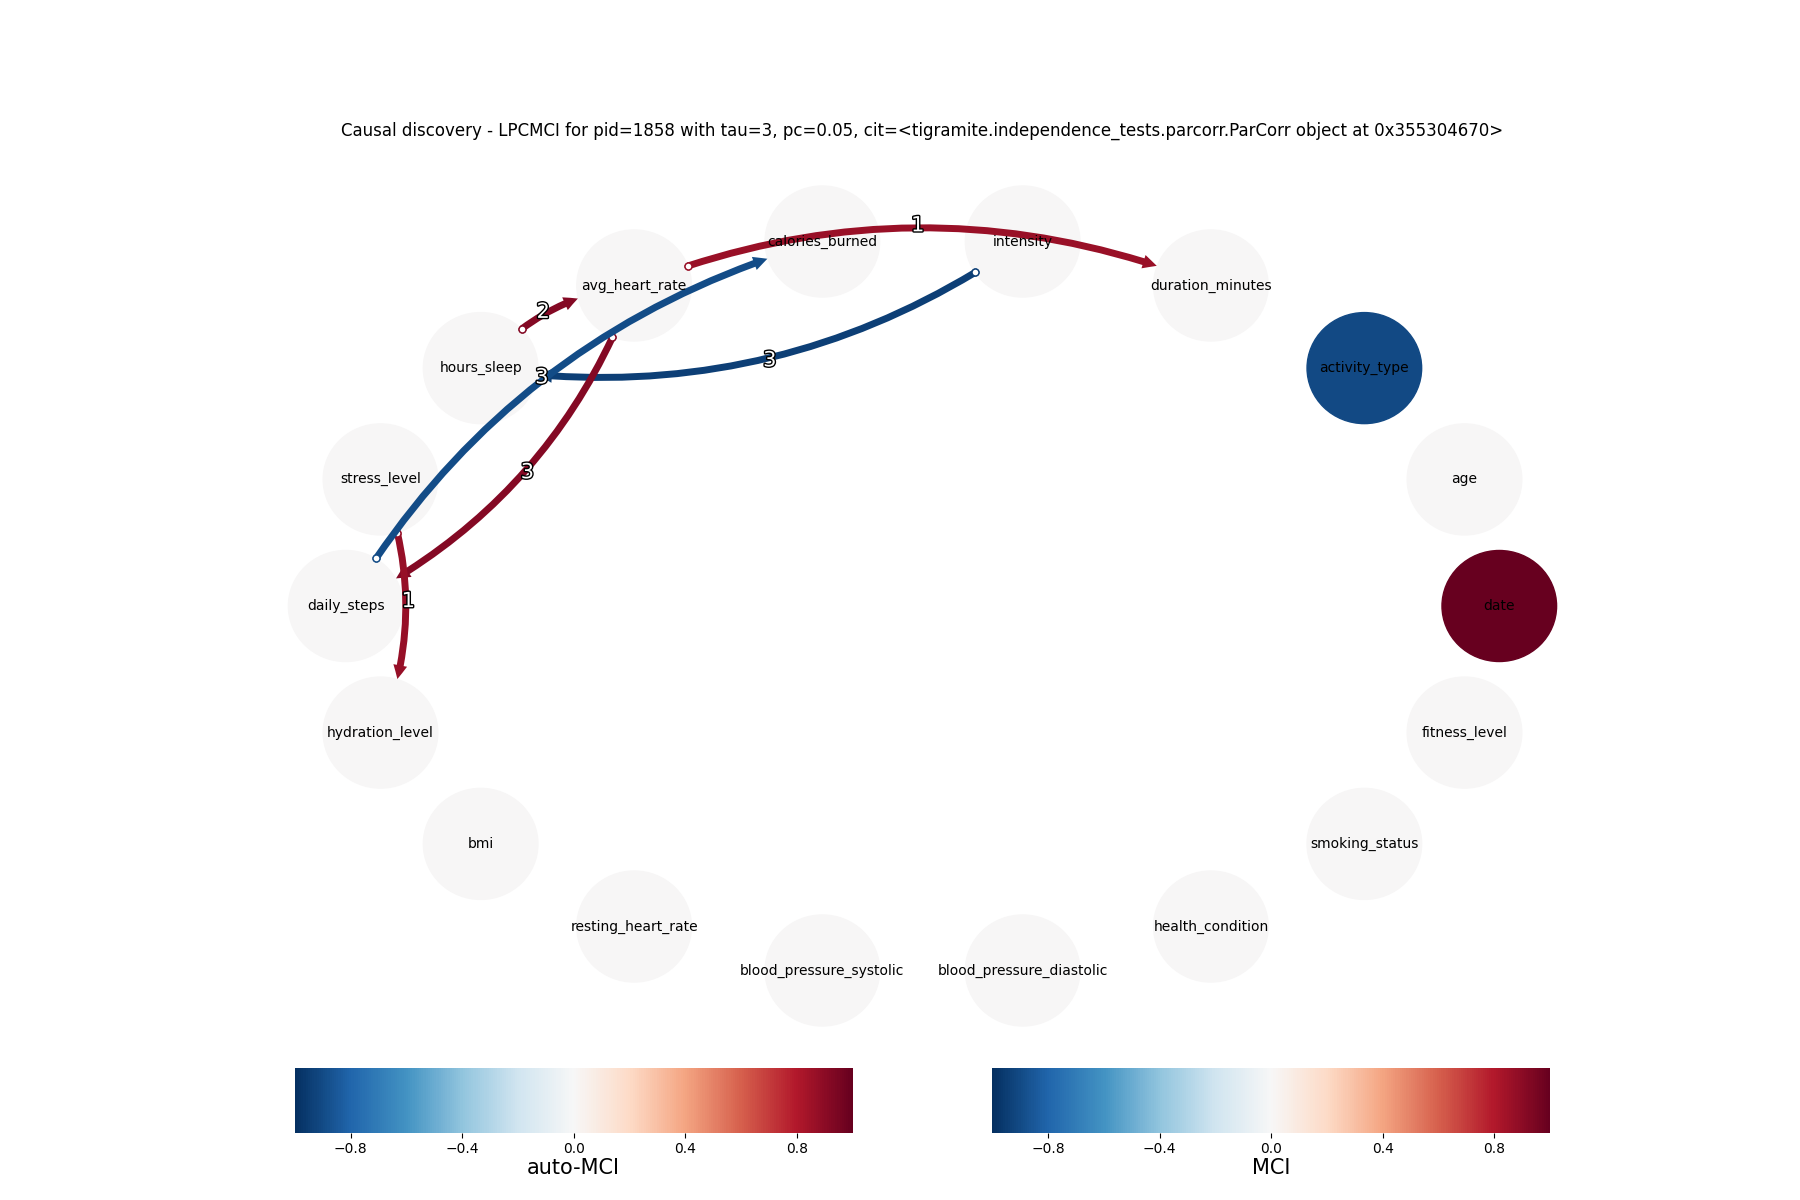 Causal discovery - LPCMCI for pid=1858 with tau=3, pc=0.05, cit=<tigramite.independence_tests.parcorr.ParCorr object at 0x355304670>
1
calories_burned
intensity
avg_heart_rate
duration_minutes
2
3
hours_sleep
3
activity_type
3
stress_level
age
1
daily_steps
date
hydration_level
fitness_level
bmi
smoking_status
resting_heart_rate
health_condition
blood_pressure_systolic
blood_pressure_diastolic
−0.8 −0.4 0.0 0.4 0.8
auto-MCI
−0.8 −0.4 0.0 0.4 0.8
MCI